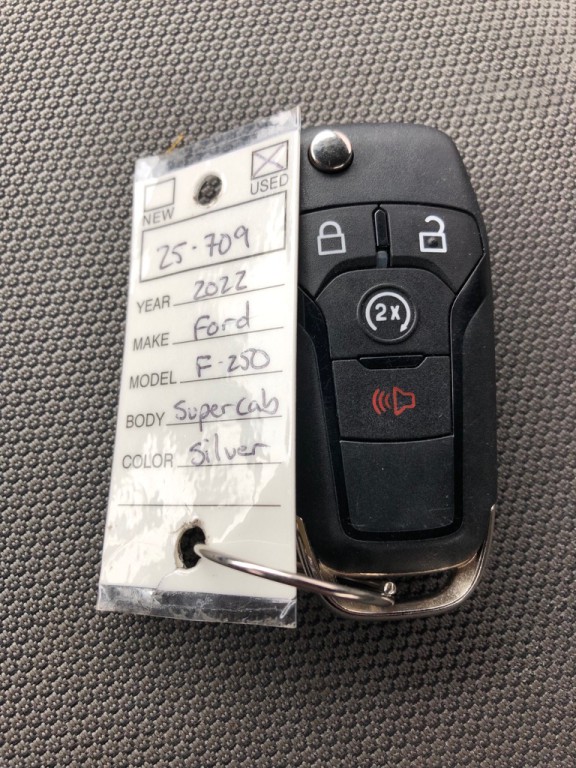 NEW USED
25-709
YEAR 2022
MAKE Ford
MODEL F-250
BODY Supercab
COLOR Silver
2X